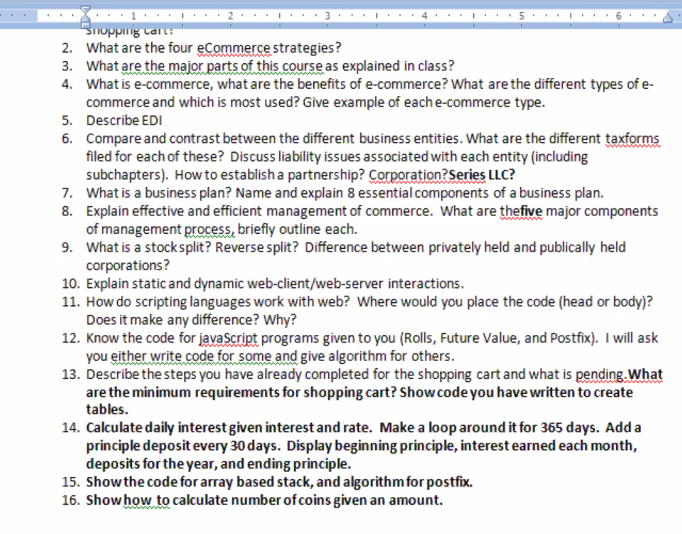 1 2 3 4 5 6
shopping cart?
2. What are the four eCommerce strategies?
3. What are the major parts of this course as explained in class?
4. What is e-commerce, what are the benefits of e-commerce? What are the different types of e-
commerce and which is most used? Give example of each e-commerce type.
5. Describe EDI
6. Compare and contrast between the different business entities. What are the different taxforms
filed for each of these? Discuss liability issues associated with each entity (including
subchapters). How to establish a partnership? Corporation?Series LLC?
7. What is a business plan? Name and explain 8 essential components of a business plan.
8. Explain effective and efficient management of commerce. What are thefive major components
of management process, briefly outline each.
9. What is a stock split? Reverse split? Difference between privately held and publically held
corporations?
10. Explain static and dynamic web-client/web-server interactions.
11. How do scripting languages work with web? Where would you place the code (head or body)?
Does it make any difference? Why?
12. Know the code for javaScript programs given to you (Rolls, Future Value, and Postfix). I will ask
you either write code for some and give algorithm for others.
13. Describe the steps you have already completed for the shopping cart and what is pending.What
are the minimum requirements for shopping cart? Show code you have written to create
tables.
14. Calculate daily interest given interest and rate. Make a loop around it for 365 days. Add a
principle deposit every 30 days. Display beginning principle, interest earned each month,
deposits for the year, and ending principle.
15. Show the code for array based stack, and algorithm for postfix.
16. Show how to calculate number of coins given an amount.